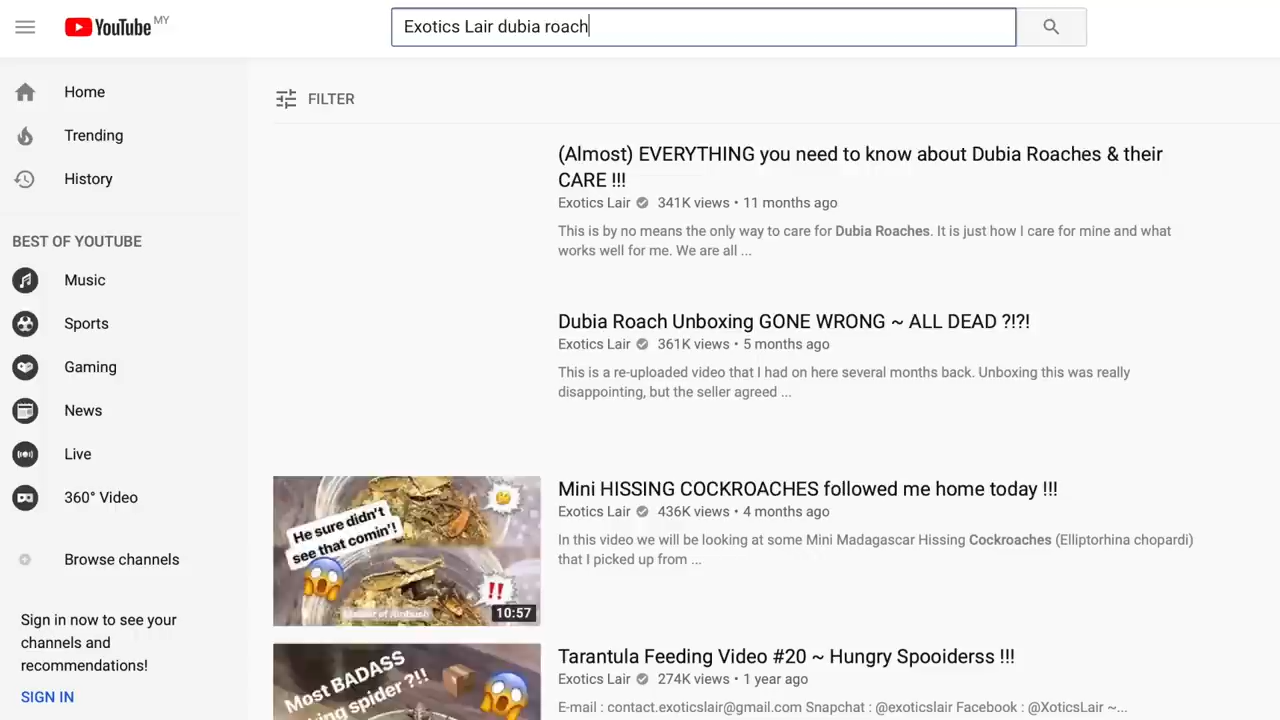 YouTube MY
Exotics Lair dubia roach
Home
Trending
History
BEST OF YOUTUBE
Music
Sports
Gaming
News
Live
360° Video
Browse channels
Sign in now to see your
channels and
recommendations!
SIGN IN
FILTER
(Almost) EVERYTHING you need to know about Dubia Roaches & their
CARE !!!
Exotics Lair 341K views • 11 months ago
This is by no means the only way to care for Dubia Roaches. It is just how I care for mine and what
works well for me. We are all ...
Dubia Roach Unboxing GONE WRONG ~ ALL DEAD ?!?!
Exotics Lair 361K views • 5 months ago
This is a re-uploaded video that I had on here several months back. Unboxing this was really
disappointing, but the seller agreed ...
He sure didn't
see that comin'!
10:57
Mini HISSING COCKROACHES followed me home today !!!
Exotics Lair 436K views • 4 months ago
In this video we will be looking at some Mini Madagascar Hissing Cockroaches (Elliptorhina chopardi)
that I picked up from ...
Most BADASS
spider ?!!
Tarantula Feeding Video #20 ~ Hungry Spooiderss !!!
Exotics Lair 274K views • 1 year ago
E-mail : contact.exoticslair@gmail.com Snapchat : @exoticslair Facebook : @XoticsLair ~...